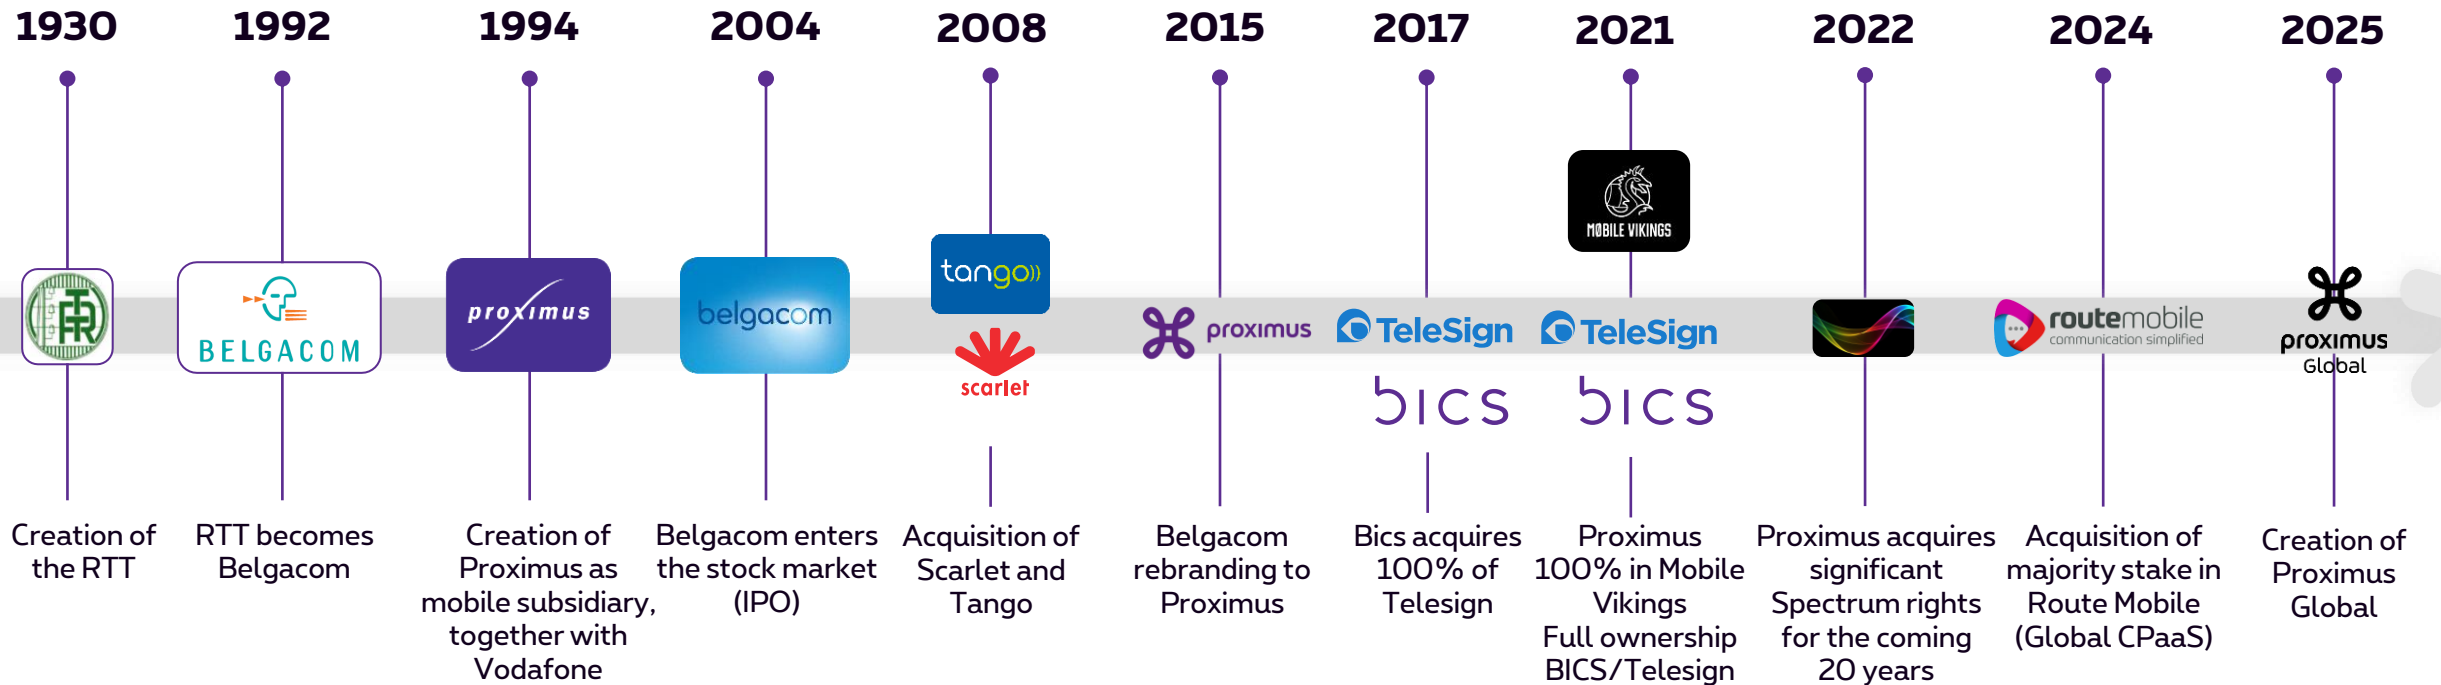 1930
1992
1994
2004
2008
2015
2017
2021
2022
2024
2025
BELGACOM
proximus
belgacom
tango
scarlet
proximus
TeleSign
bics
MØBILE VIKINGS
TeleSign
bics
routemobile
communication simplified
proximus
Global
Creation of
the RTT
RTT becomes
Belgacom
Creation of
Proximus as
mobile subsidiary,
together with
Vodafone
Belgacom enters
the stock market
(IPO)
Acquisition of
Scarlet and
Tango
Belgacom
rebranding to
Proximus
Bics acquires
100% of
Telesign
Proximus
100% in Mobile
Vikings
Full ownership
BICS/Telesign
Proximus acquires
significant
Spectrum rights
for the coming
20 years
Acquisition of
majority stake in
Route Mobile
(Global CPaaS)
Creation of
Proximus
Global